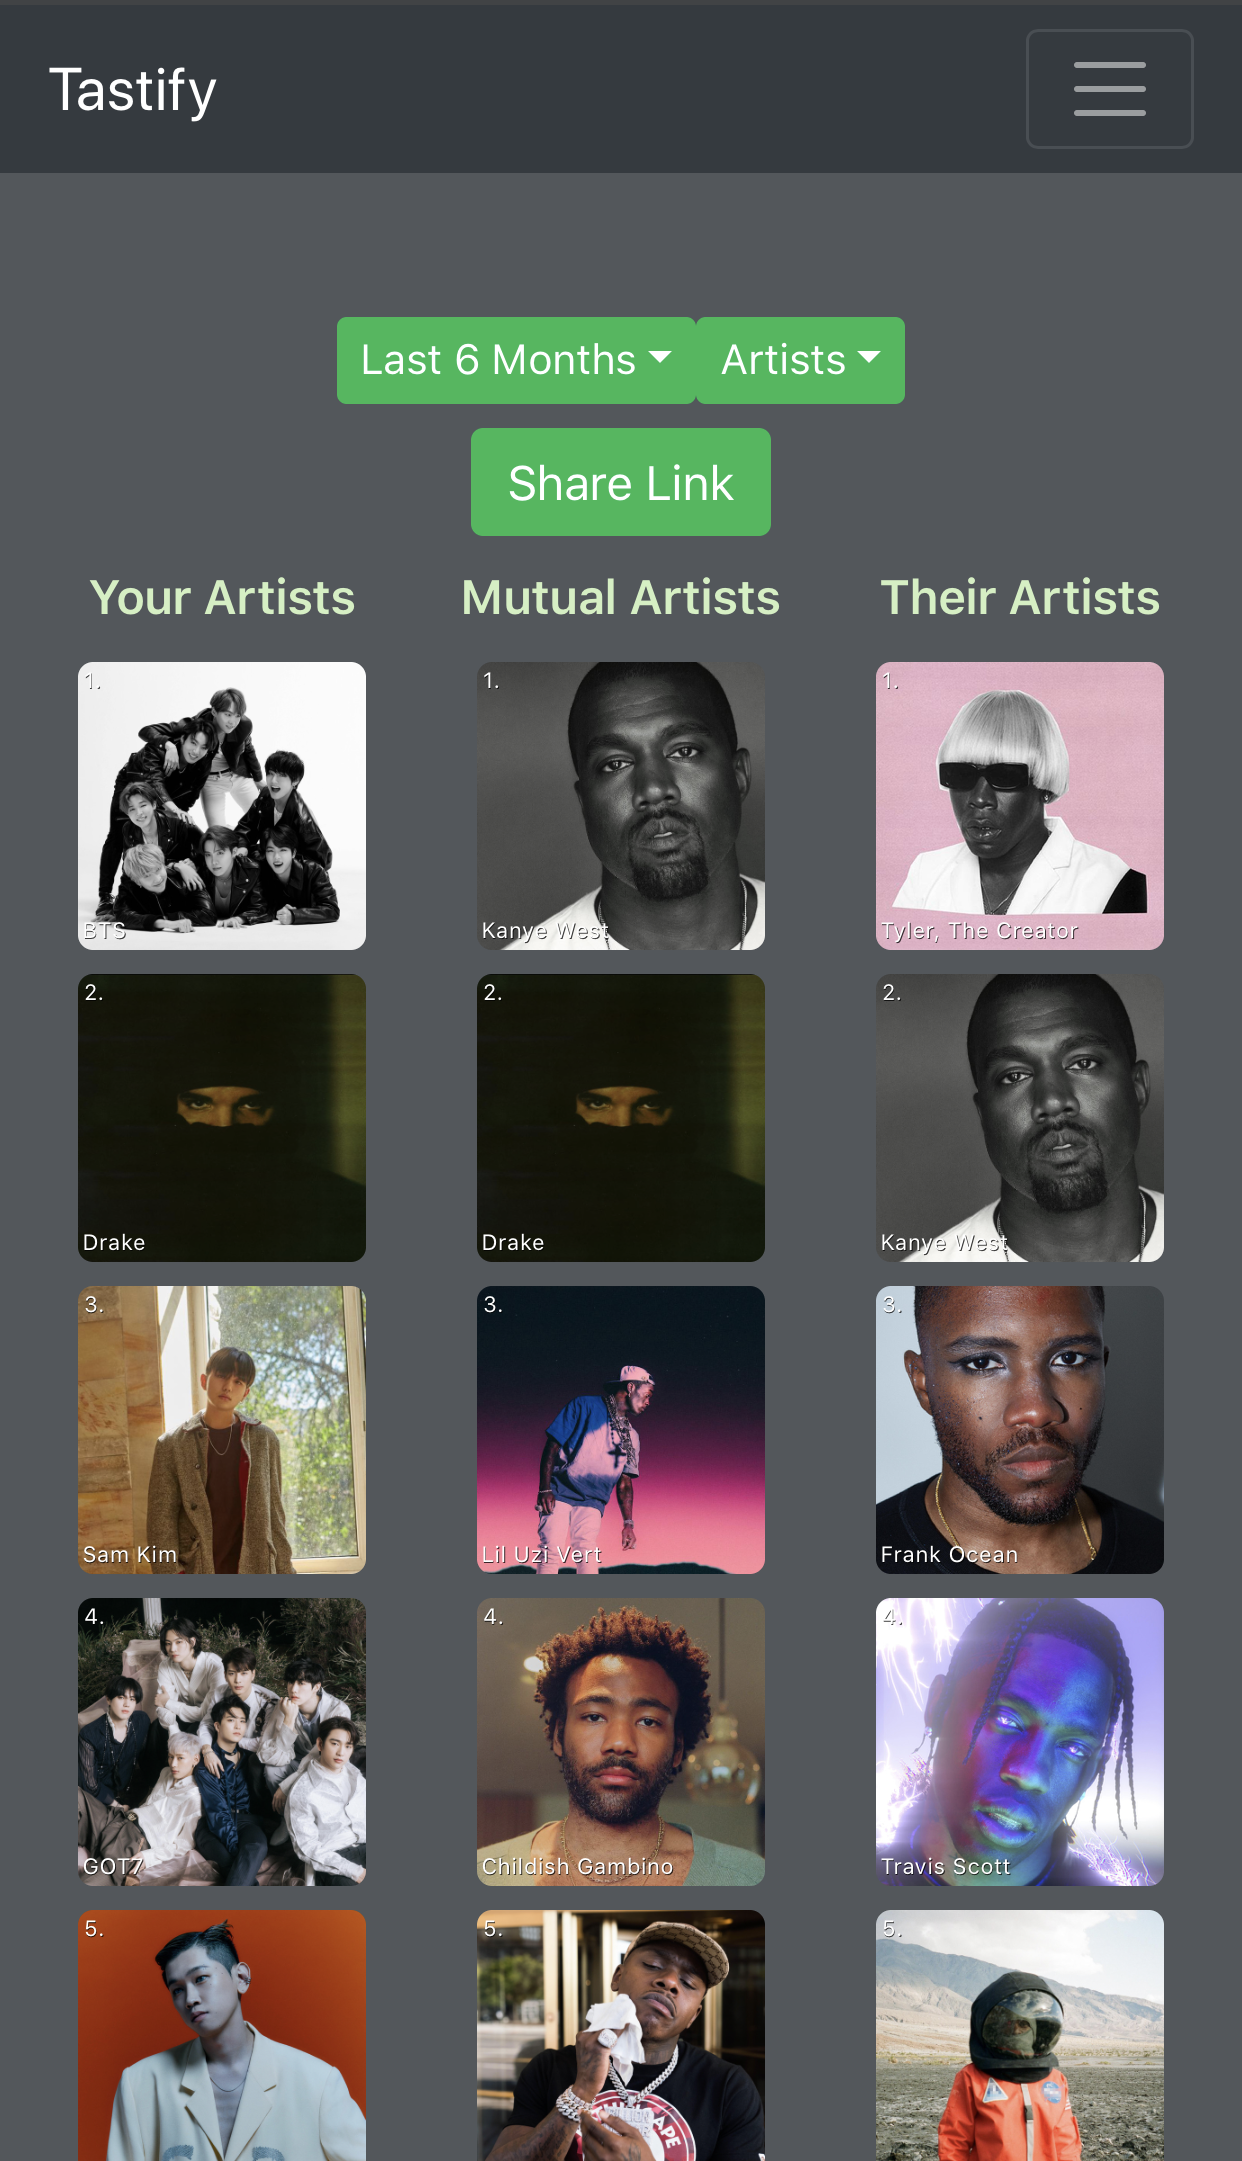 Tastify
Last 6 Months
Artists
Share Link
Your Artists
Mutual Artists
Their Artists
1.
BTS
1.
Kanye West
1.
Tyler, The Creator
2.
Drake
2.
Drake
2.
Kanye West
3.
Sam Kim
3.
Lil Uzi Vert
3.
Frank Ocean
4.
GOT7
4.
Childish Gambino
4.
Travis Scott
5.
5.
5.